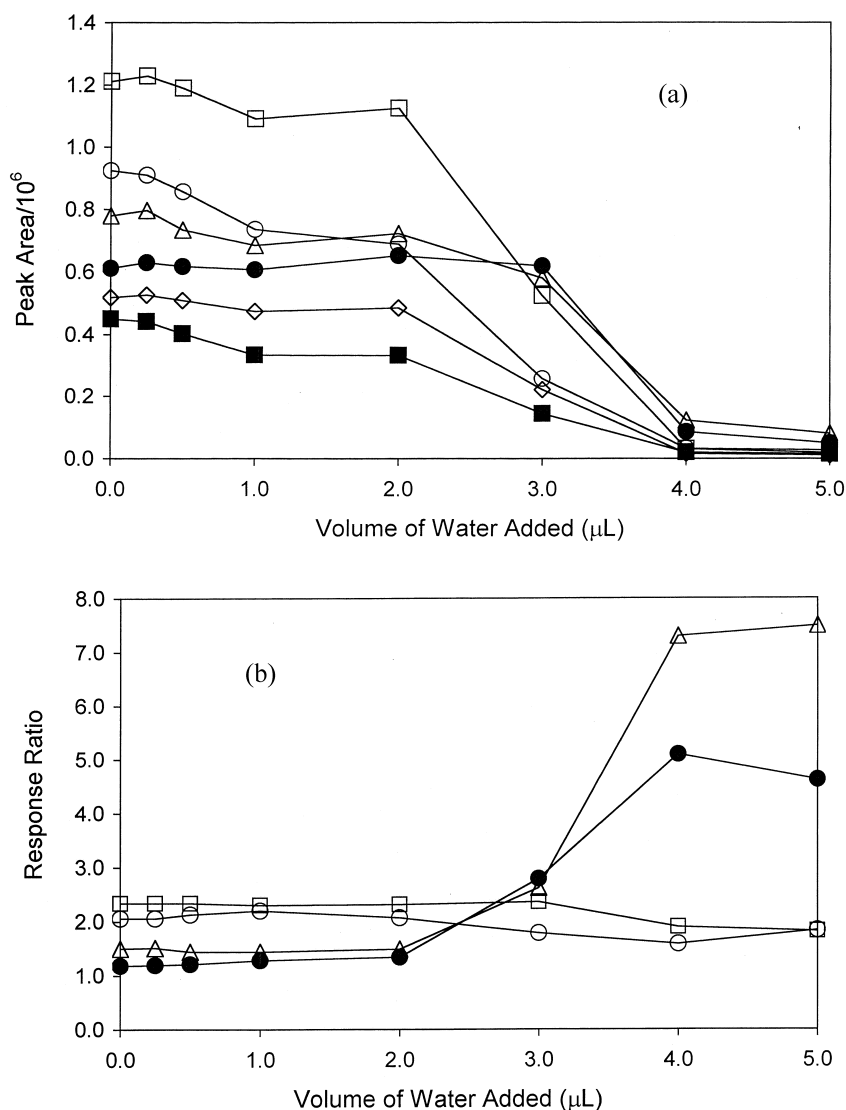 1.4
(a)
1.2
1.0
0.8
0.6
0.4
0.2
0.0
Peak Area/10⁶
0.0 1.0 2.0 3.0 4.0 5.0
Volume of Water Added (μL)
8.0
7.0
(b)
6.0
5.0
4.0
3.0
2.0
1.0
0.0
Response Ratio
0.0 1.0 2.0 3.0 4.0 5.0
Volume of Water Added (μL)